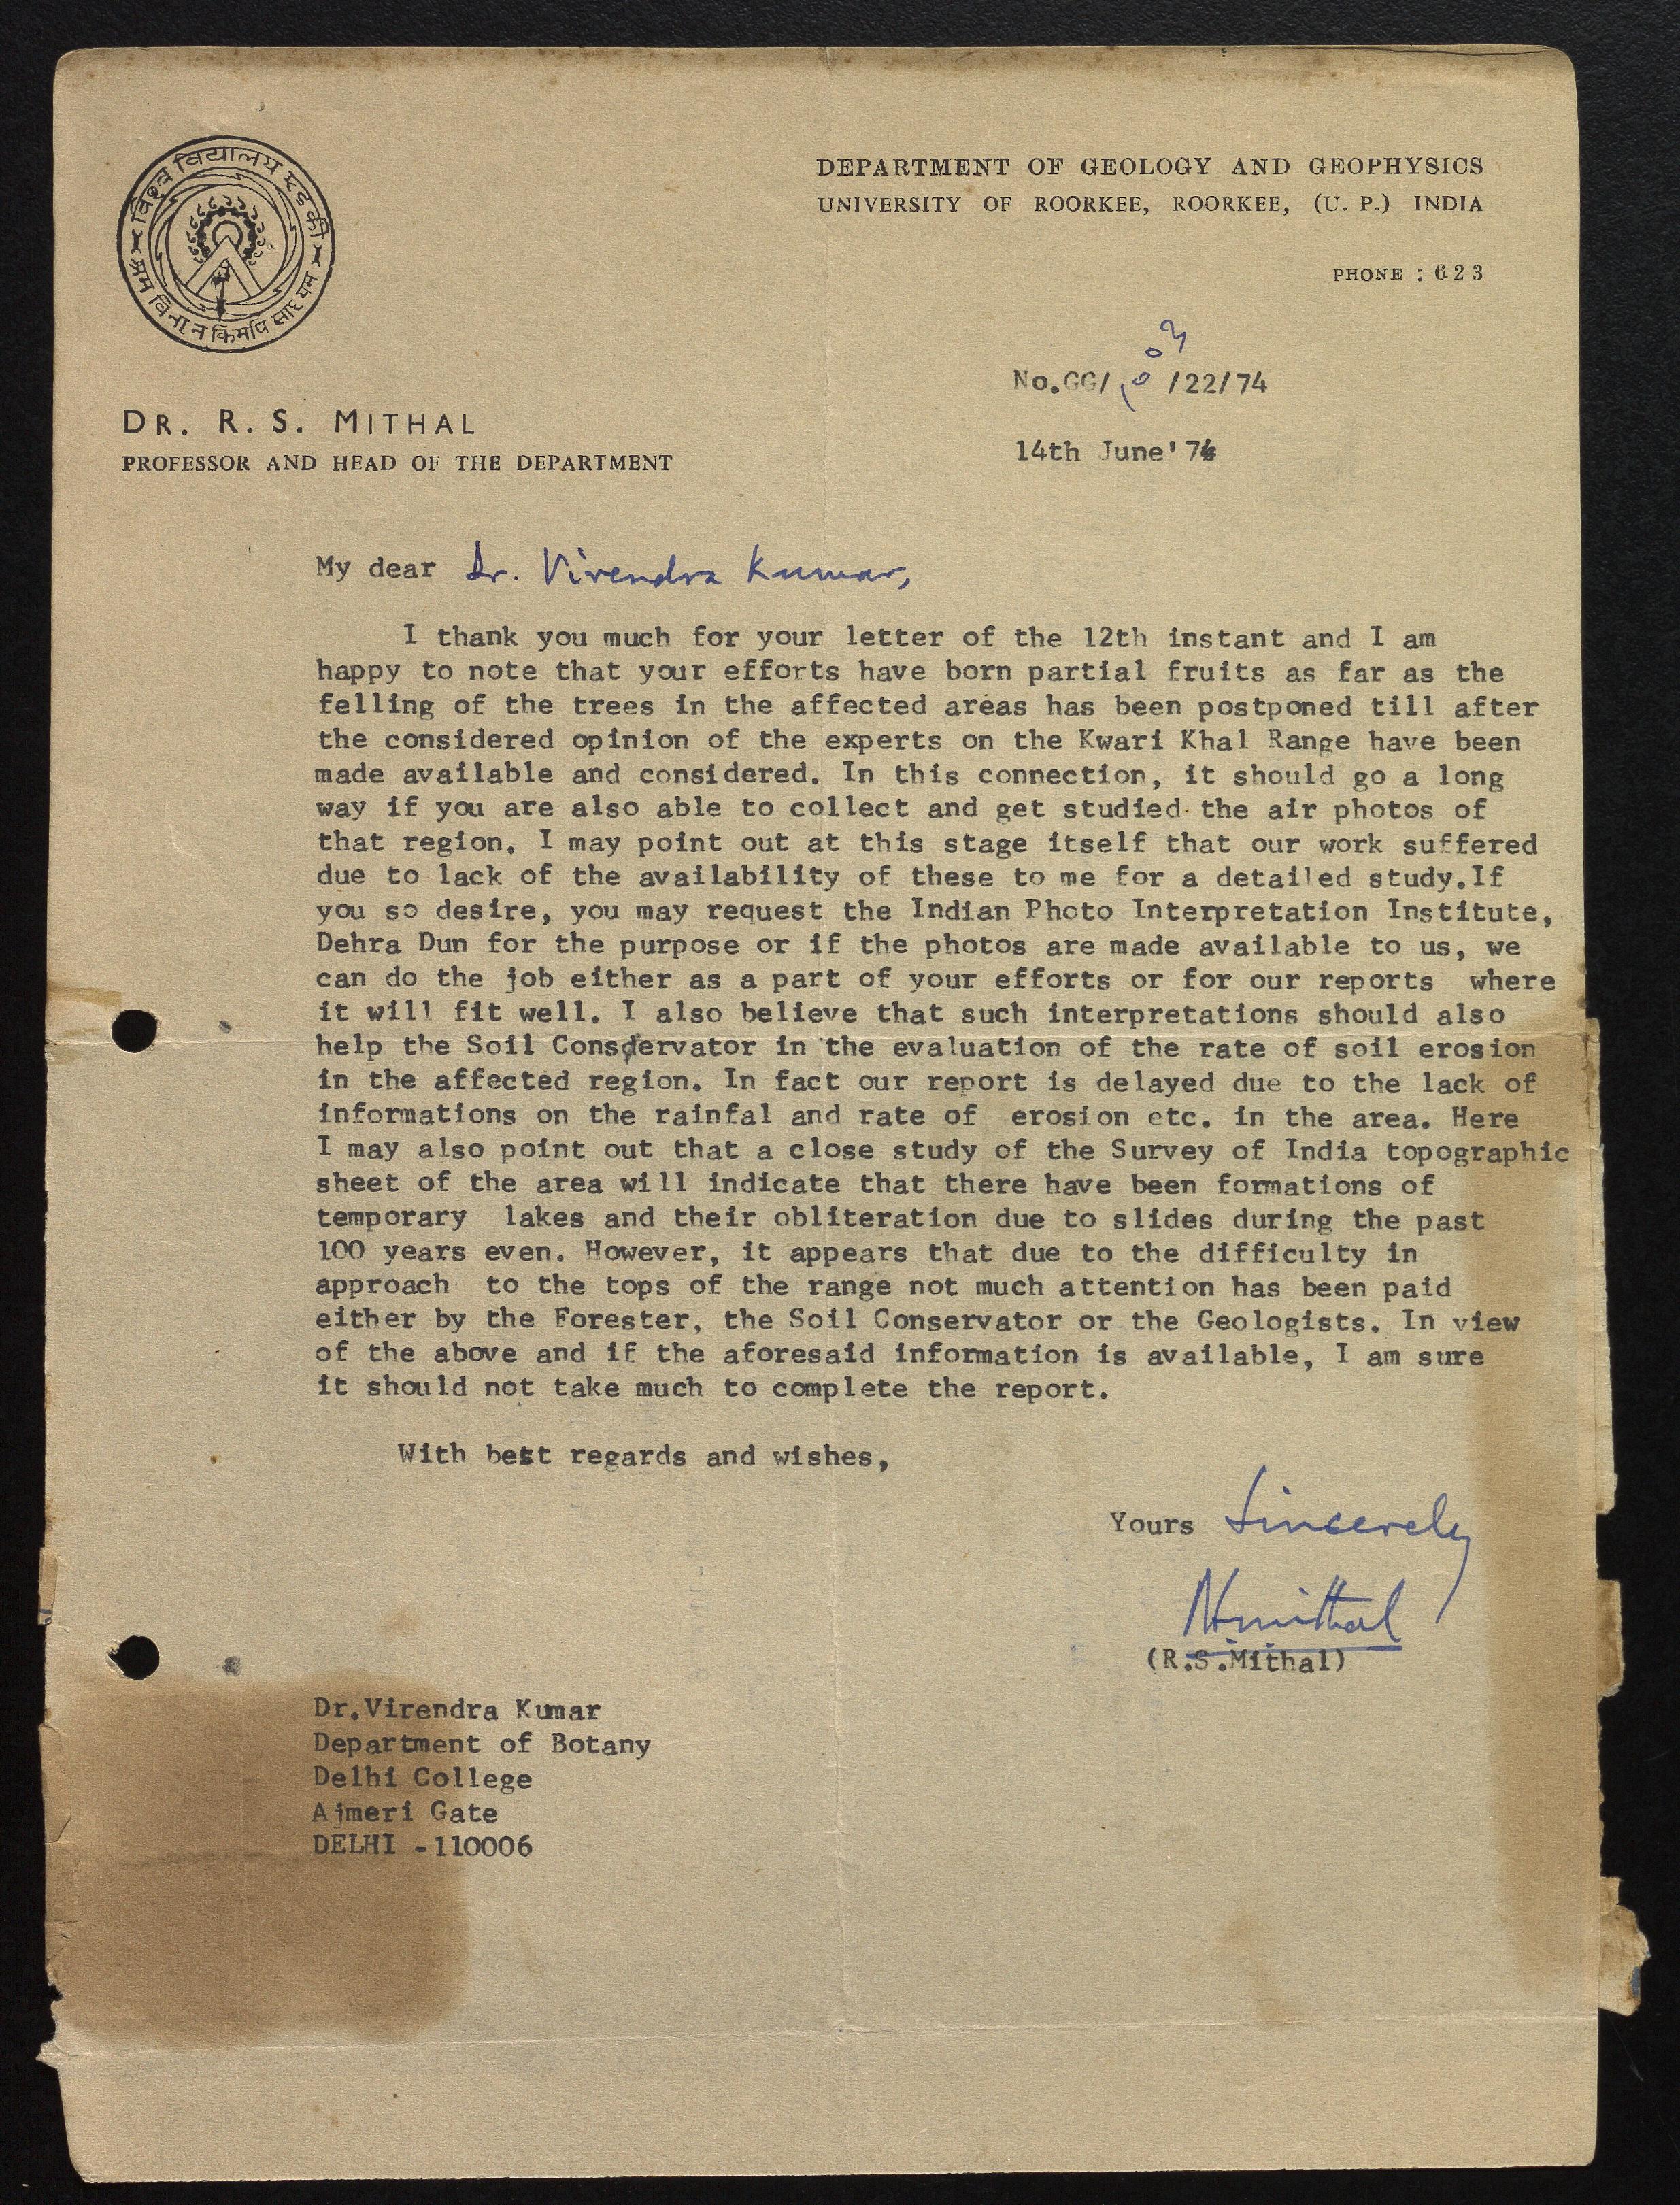 विश्व विद्यालय रुड़की
श्रमं विना न किमपि साध्यम
DEPARTMENT OF GEOLOGY AND GEOPHYSICS
UNIVERSITY OF ROORKEE, ROORKEE, (U. P.) INDIA
PHONE : 623
No.GG/ /22/74
14th June'74
DR. R. S. MITHAL
PROFESSOR AND HEAD OF THE DEPARTMENT
My dear Dr. Virendra Kumar,
I thank you much for your letter of the 12th instant and I am
happy to note that your efforts have born partial fruits as far as the
felling of the trees in the affected areas has been postponed till after
the considered opinion of the experts on the Kwari Khal Range have been
made available and considered. In this connection, it should go a long
way if you are also able to collect and get studied the air photos of
that region. I may point out at this stage itself that our work suffered
due to lack of the availability of these to me for a detailed study.If
you so desire, you may request the Indian Photo Interpretation Institute,
Dehra Dun for the purpose or if the photos are made available to us, we
can do the job either as a part of your efforts or for our reports where
it will fit well. I also believe that such interpretations should also
help the Soil Conservator in the evaluation of the rate of soil erosion
in the affected region. In fact our report is delayed due to the lack of
informations on the rainfal and rate of erosion etc. in the area. Here
I may also point out that a close study of the Survey of India topographic
sheet of the area will indicate that there have been formations of
temporary lakes and their obliteration due to slides during the past
100 years even. However, it appears that due to the difficulty in
approach to the tops of the range not much attention has been paid
either by the Forester, the Soil Conservator or the Geologists. In view
of the above and if the aforesaid information is available, I am sure
it should not take much to complete the report.
With best regards and wishes,
Yours Sincerely
(R.S.Mithal)
Dr.Virendra Kumar
Department of Botany
Delhi College
Ajmeri Gate
DELHI -110006